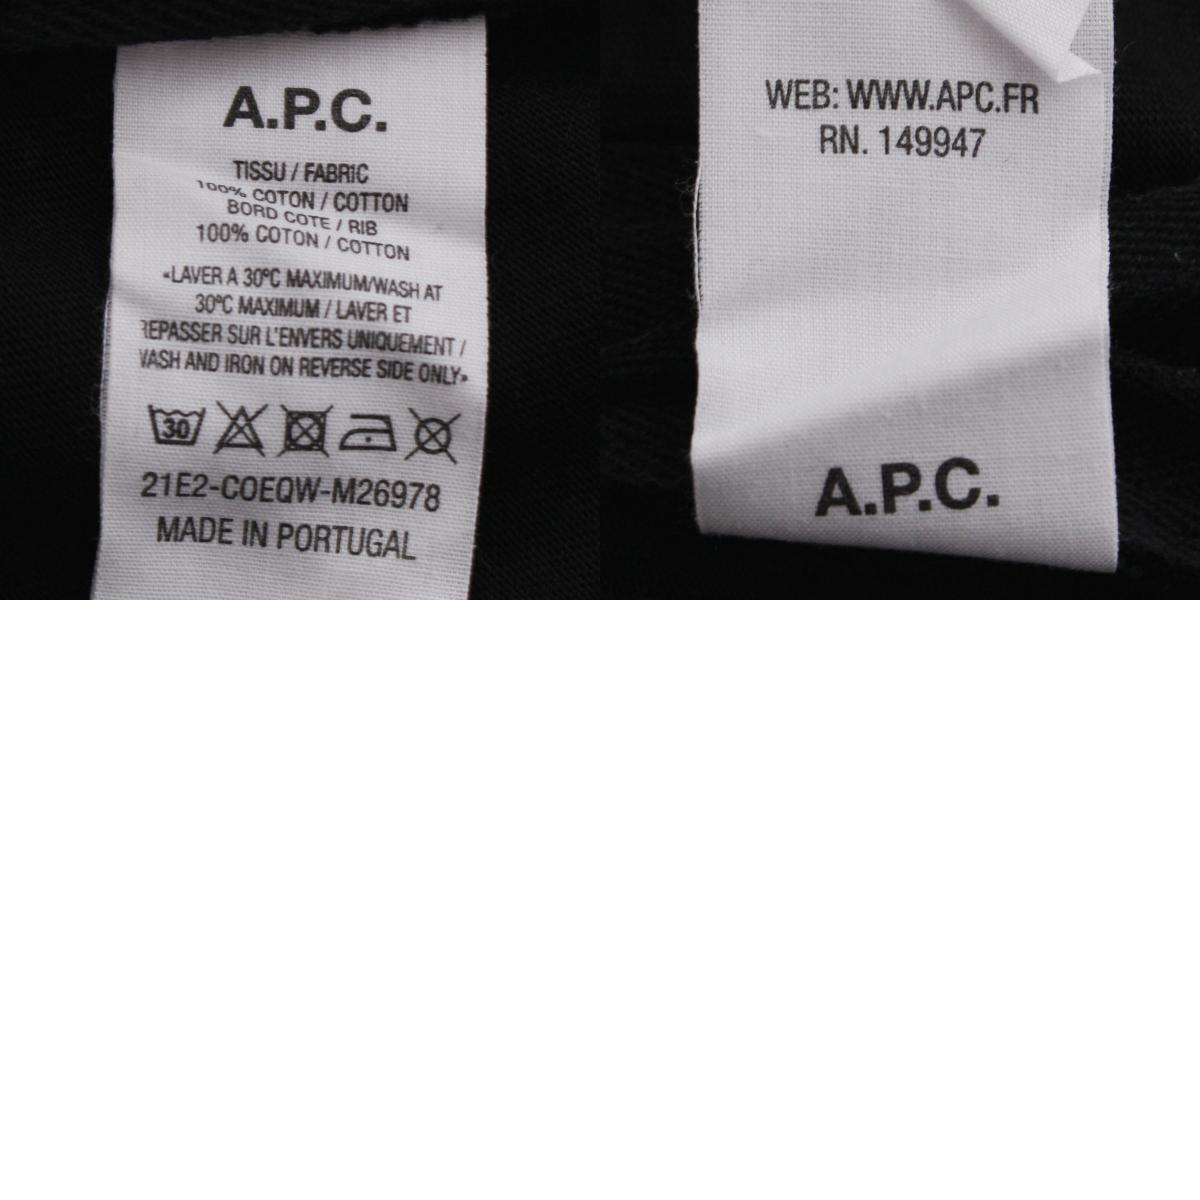 A.P.C.
TISSU / FABRIC
100% COTON / COTTON
BORD COTE / RIB
100% COTON / COTTON
«LAVER A 30ºC MAXIMUM/WASH AT
30ºC MAXIMUM / LAVER ET
REPASSER SUR L'ENVERS UNIQUEMENT /
WASH AND IRON ON REVERSE SIDE ONLY»
30
21E2-COEQW-M26978
MADE IN PORTUGAL
WEB: WWW.APC.FR
RN. 149947
A.P.C.